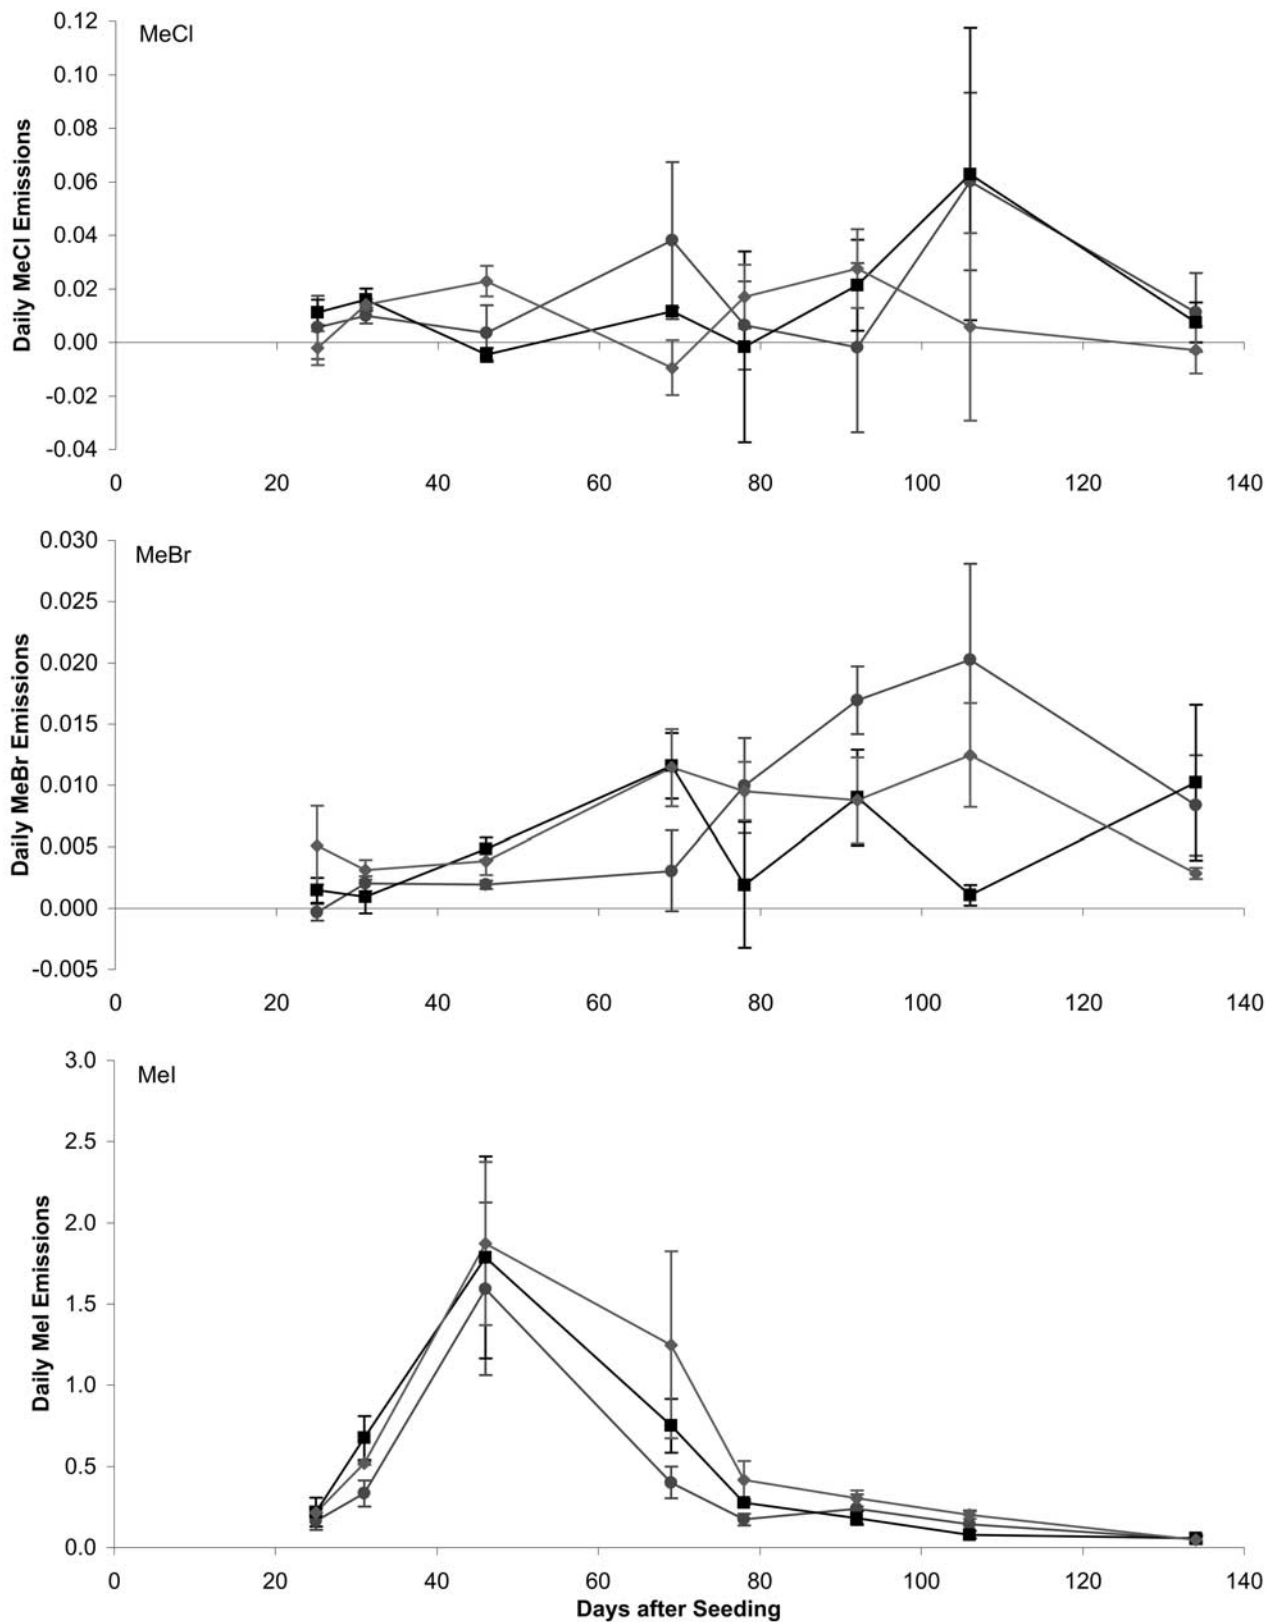 MeCl
Daily MeCl Emissions
0.12
0.10
0.08
0.06
0.04
0.02
0.00
-0.02
-0.04
0 20 40 60 80 100 120 140
MeBr
Daily MeBr Emissions
0.030
0.025
0.020
0.015
0.010
0.005
0.000
-0.005
0 20 40 60 80 100 120 140
MeI
Daily MeI Emissions
3.0
2.5
2.0
1.5
1.0
0.5
0.0
0 20 40 60 80 100 120 140
Days after Seeding